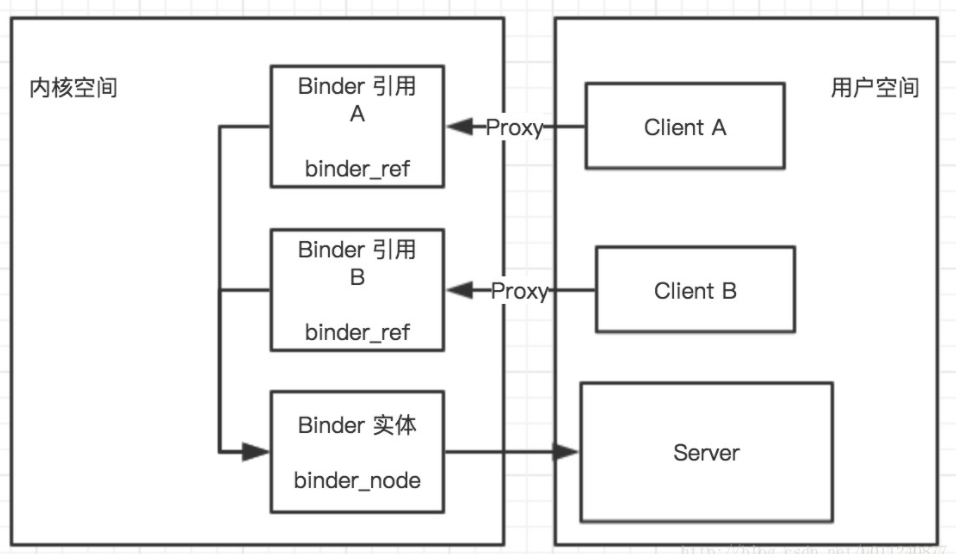 内核空间
Binder 引用
A
binder_ref
Proxy
Client A
用户空间
Binder 引用
B
binder_ref
Proxy
Client B
Binder 实体
binder_node
Server